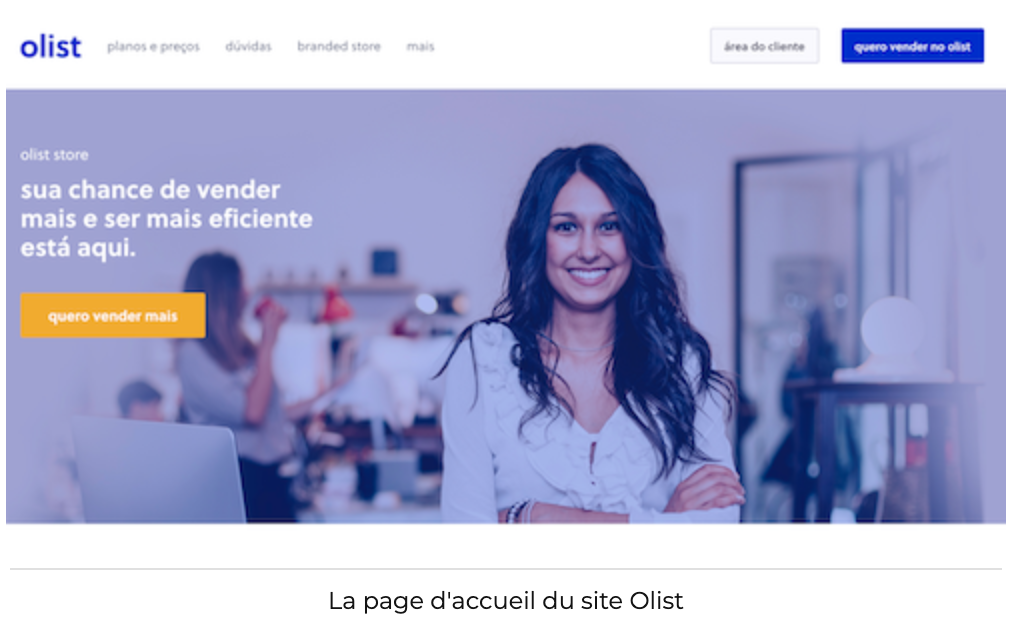 olist
planos e preços
dúvidas
branded store
mais
área do cliente
quero vender no olist
olist store
sua chance de vender
mais e ser mais eficiente
está aqui.
quero vender mais
La page d'accueil du site Olist